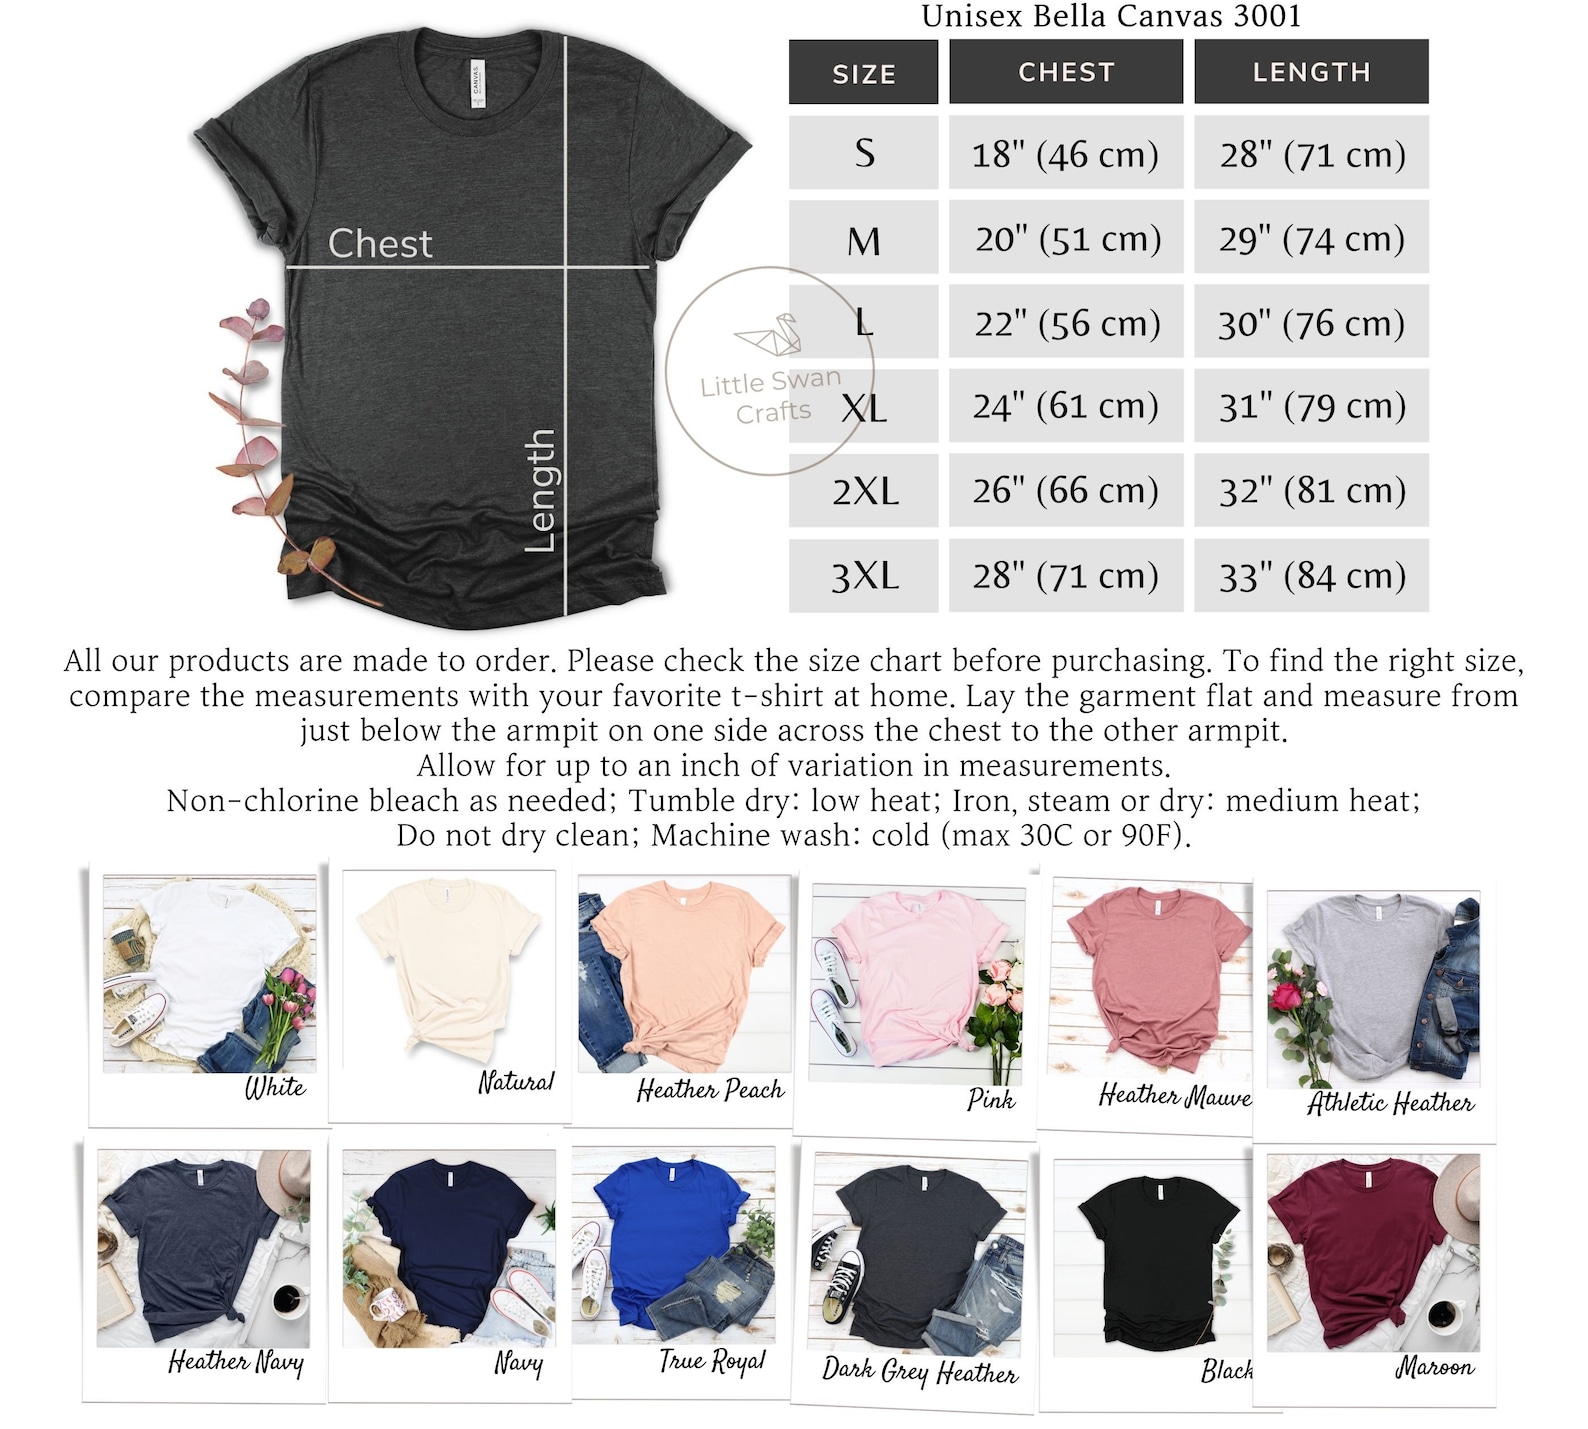 Unisex Bella Canvas 3001
CANVAS.
SIZE CHEST LENGTH
S 18" (46 cm) 28" (71 cm)
M 20" (51 cm) 29" (74 cm)
L 22" (56 cm) 30" (76 cm)
XL 24" (61 cm) 31" (79 cm)
2XL 26" (66 cm) 32" (81 cm)
3XL 28" (71 cm) 33" (84 cm)
Chest
Length
Little Swan
Crafts
All our products are made to order. Please check the size chart before purchasing. To find the right size,
compare the measurements with your favorite t-shirt at home. Lay the garment flat and measure from
just below the armpit on one side across the chest to the other armpit.
Allow for up to an inch of variation in measurements.
Non-chlorine bleach as needed; Tumble dry: low heat; Iron, steam or dry: medium heat;
Do not dry clean; Machine wash: cold (max 30C or 90F).
White
Natural
Heather Peach
Pink
Heather Mauve
Athletic Heather
Heather Navy
Navy
True Royal
Dark Grey Heather
Black
Maroon